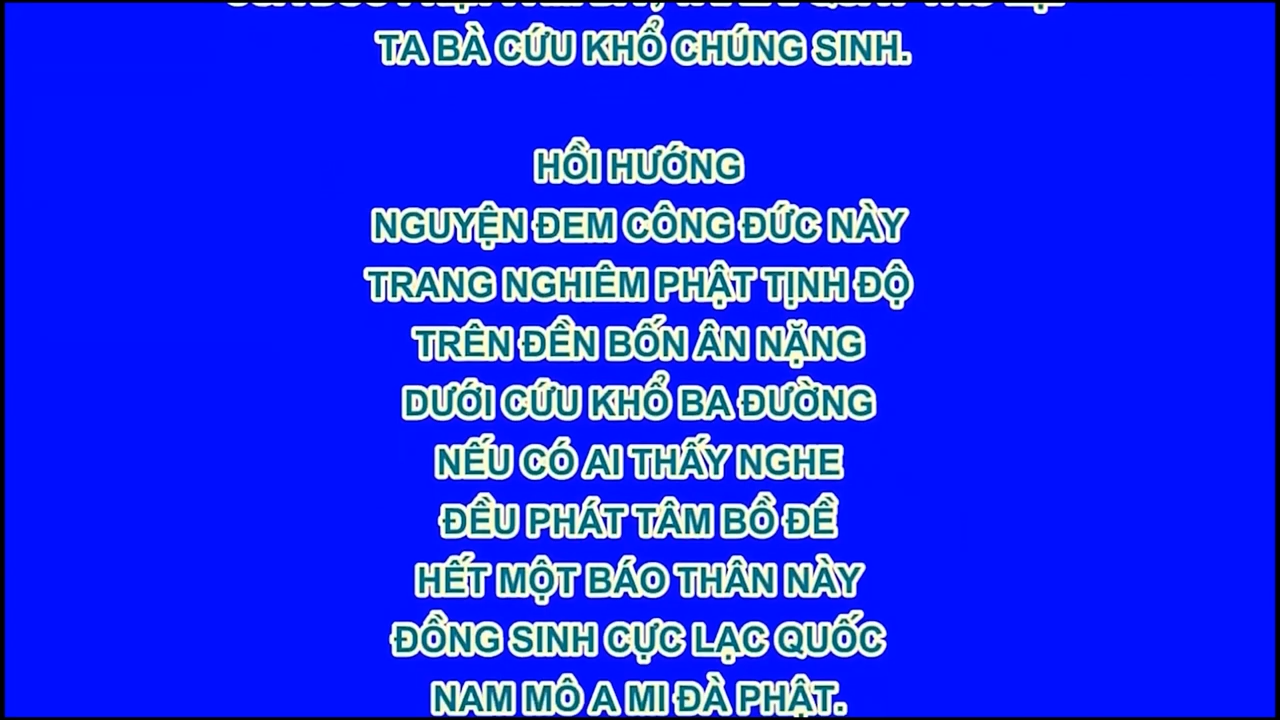 TA BÀ CỨU KHỔ CHÚNG SINH.
HỒI HƯỚNG
NGUYỆN ĐEM CÔNG ĐỨC NÀY
TRANG NGHIÊM PHẬT TỊNH ĐỘ
TRÊN ĐỀN BỐN ÂN NẶNG
DƯỚI CỨU KHỔ BA ĐƯỜNG
NẾU CÓ AI THẤY NGHE
ĐỀU PHÁT TÂM BỒ ĐỀ
HẾT MỘT BÁO THÂN NÀY
ĐỒNG SINH CỰC LẠC QUỐC
NAM MÔ A MI ĐÀ PHẬT.